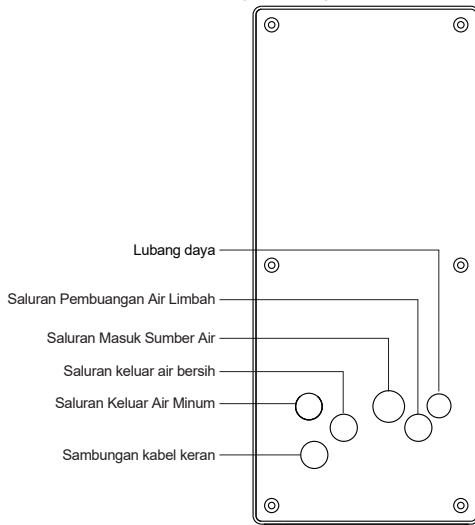 Lubang daya
Saluran Pembuangan Air Limbah
Saluran Masuk Sumber Air
Saluran keluar air bersih
Saluran Keluar Air Minum
Sambungan kabel keran